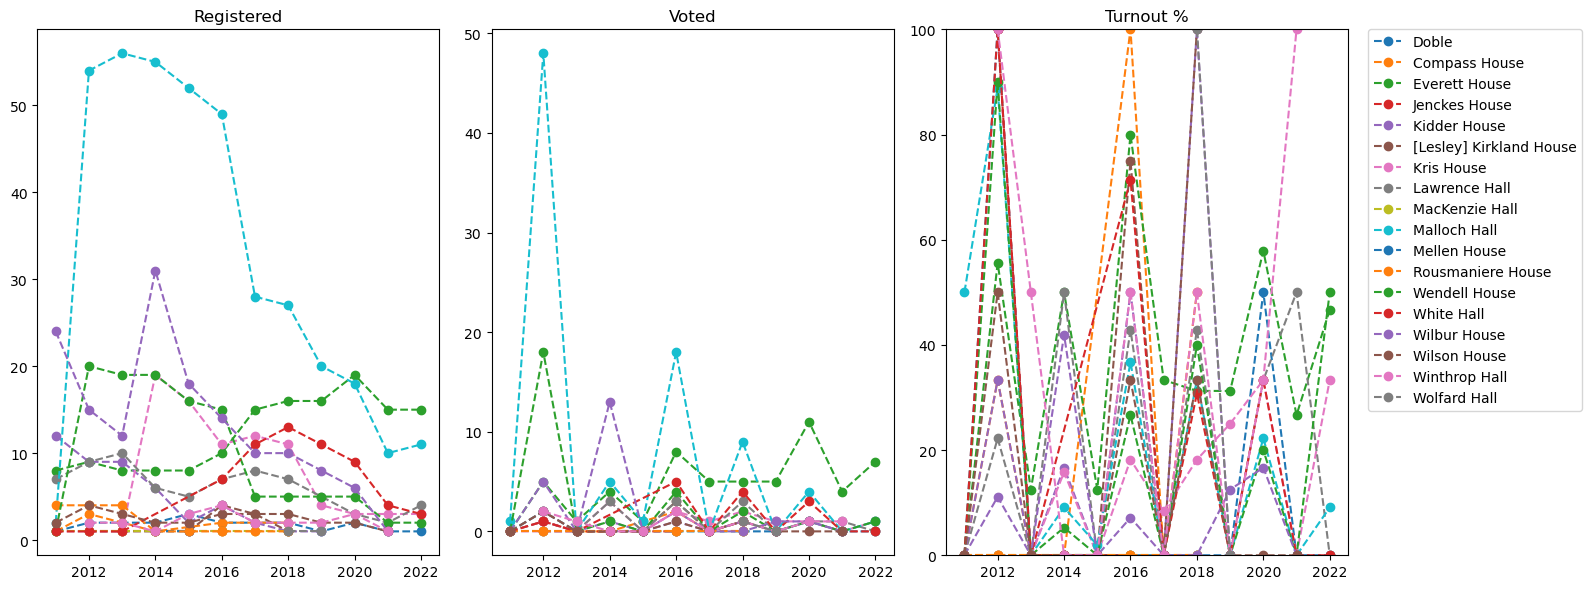 Registered
Voted
Turnout %
50
40
30
20
10
0
2012 2014 2016 2018 2020 2022
50
40
30
20
10
0
2012 2014 2016 2018 2020 2022
100
80
60
40
20
0
2012 2014 2016 2018 2020 2022
Doble
Compass House
Everett House
Jenckes House
Kidder House
[Lesley] Kirkland House
Kris House
Lawrence Hall
MacKenzie Hall
Malloch Hall
Mellen House
Rousmaniere House
Wendell House
White Hall
Wilbur House
Wilson House
Winthrop Hall
Wolfard Hall